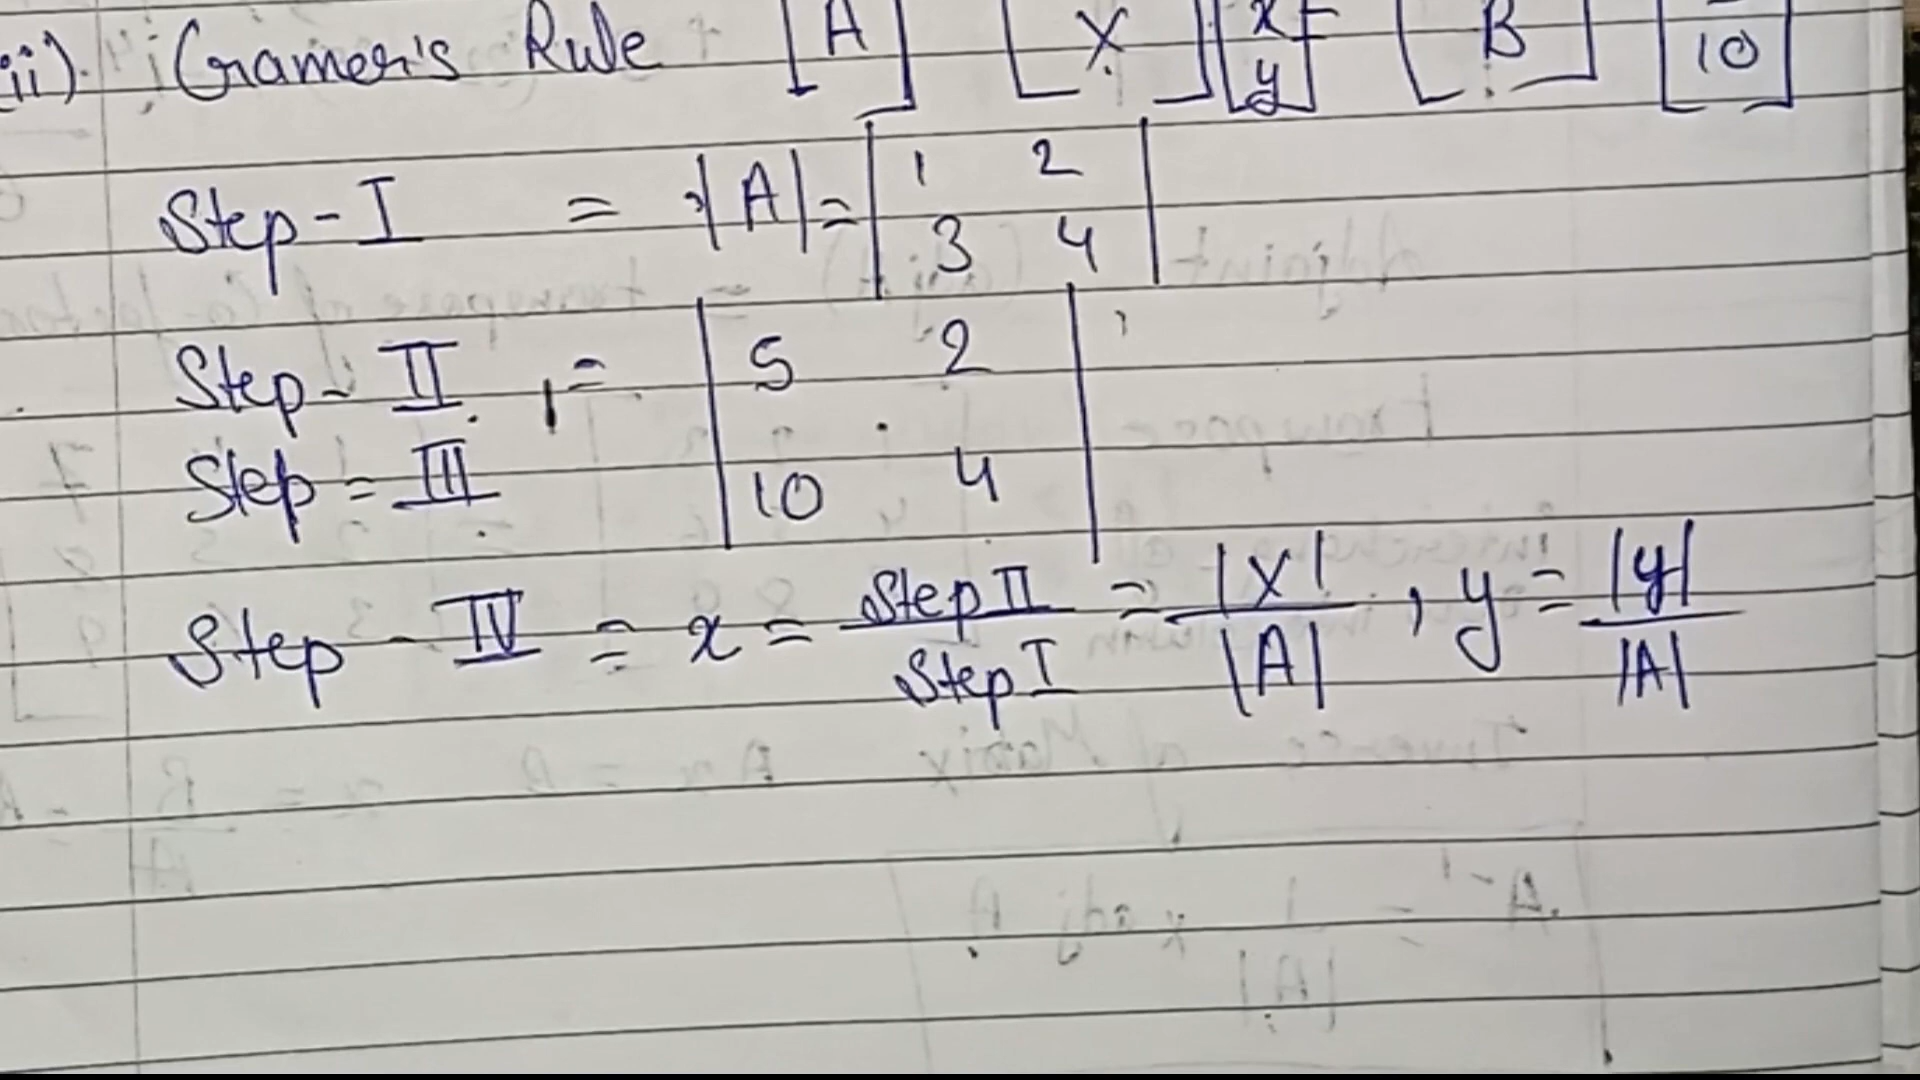 ii). Cramer's Rule [A] [X] [x y] = [B] [10]
Step-I = |A| = |1 2
3 4|
Step-II = |5 2
Step=III 10 4|
Step-IV = x = Step II / Step I = |X| / |A| , y = |y| / |A|